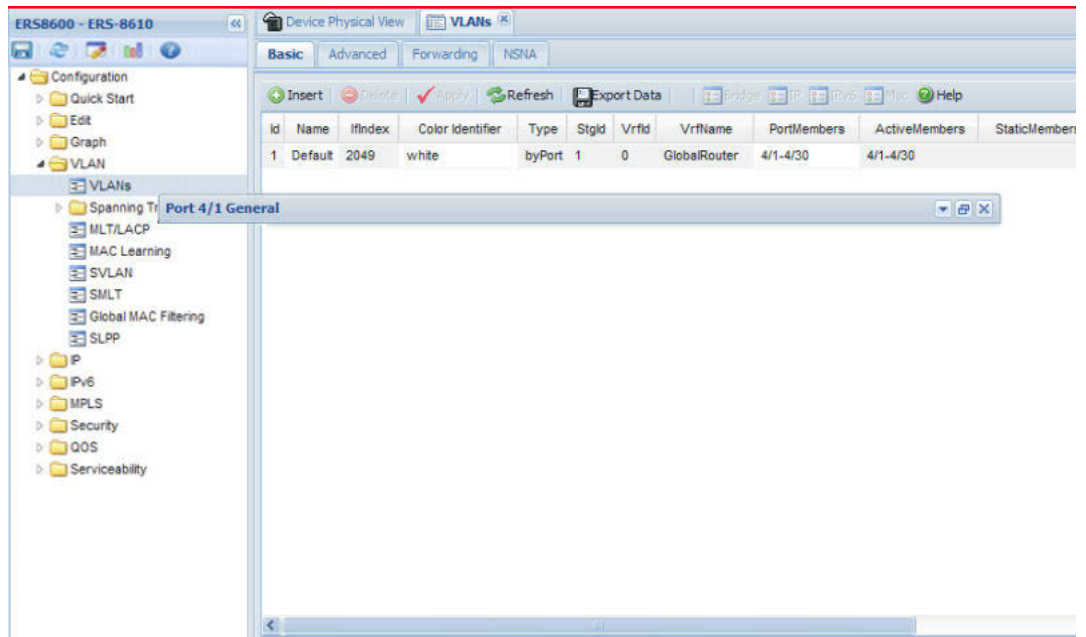 ERS8600 - ERS-8610
Device Physical View
VLANs
Basic
Advanced
Forwarding
NSNA
Insert
Delete
Apply
Refresh
Export Data
Bridge
IP
IPv6
Mac
Help
Id Name IfIndex Color Identifier Type StgId VrfId VrfName PortMembers ActiveMembers StaticMembers
1 Default 2049 white byPort 1 0 GlobalRouter 4/1-4/30 4/1-4/30
Configuration
Quick Start
Edit
Graph
VLAN
VLANs
Spanning Tr
Port 4/1 General
MLT/LACP
MAC Learning
SVLAN
SMLT
Global MAC Filtering
SLPP
IP
IPv6
MPLS
Security
QOS
Serviceability